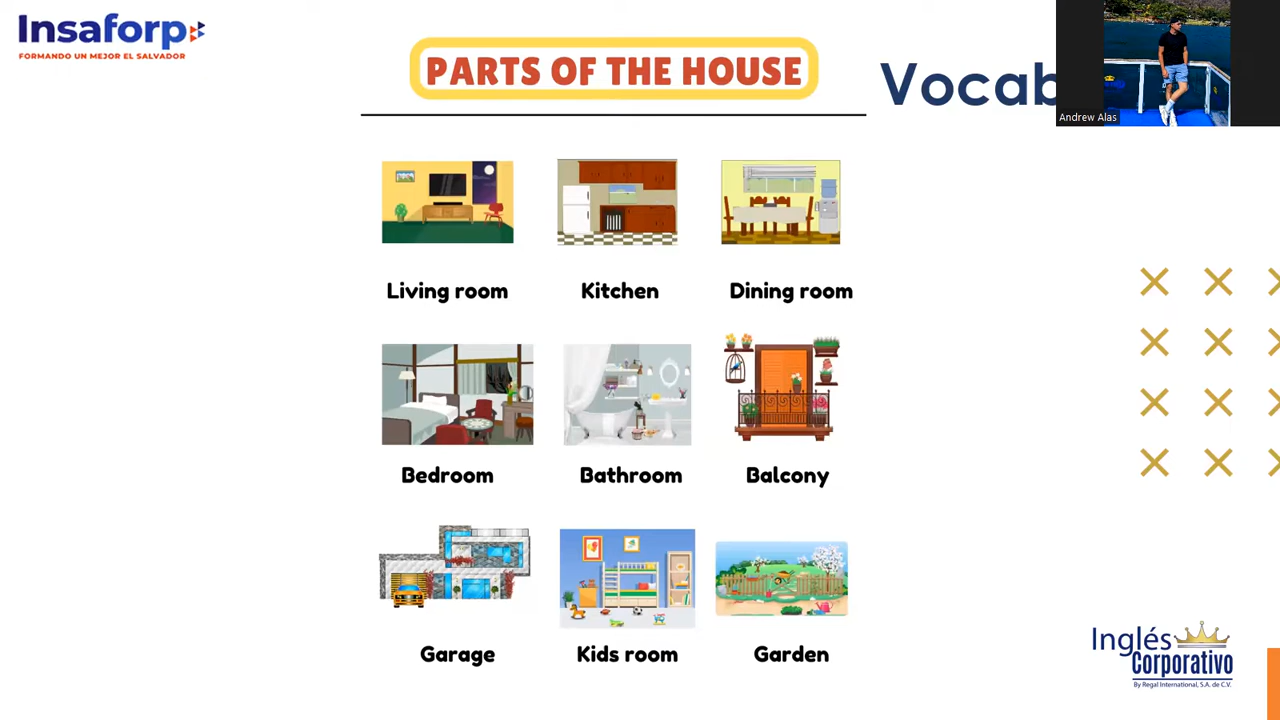 Insaforp
FORMANDO UN MEJOR EL SALVADOR
PARTS OF THE HOUSE
Vocab
Andrew Alas
Living room Kitchen Dining room
Bedroom Bathroom Balcony
Garage Kids room Garden
Inglés
Corporativo
By Regal International, S.A. de C.V.